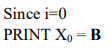 Since i=0
PRINT X₀ = B